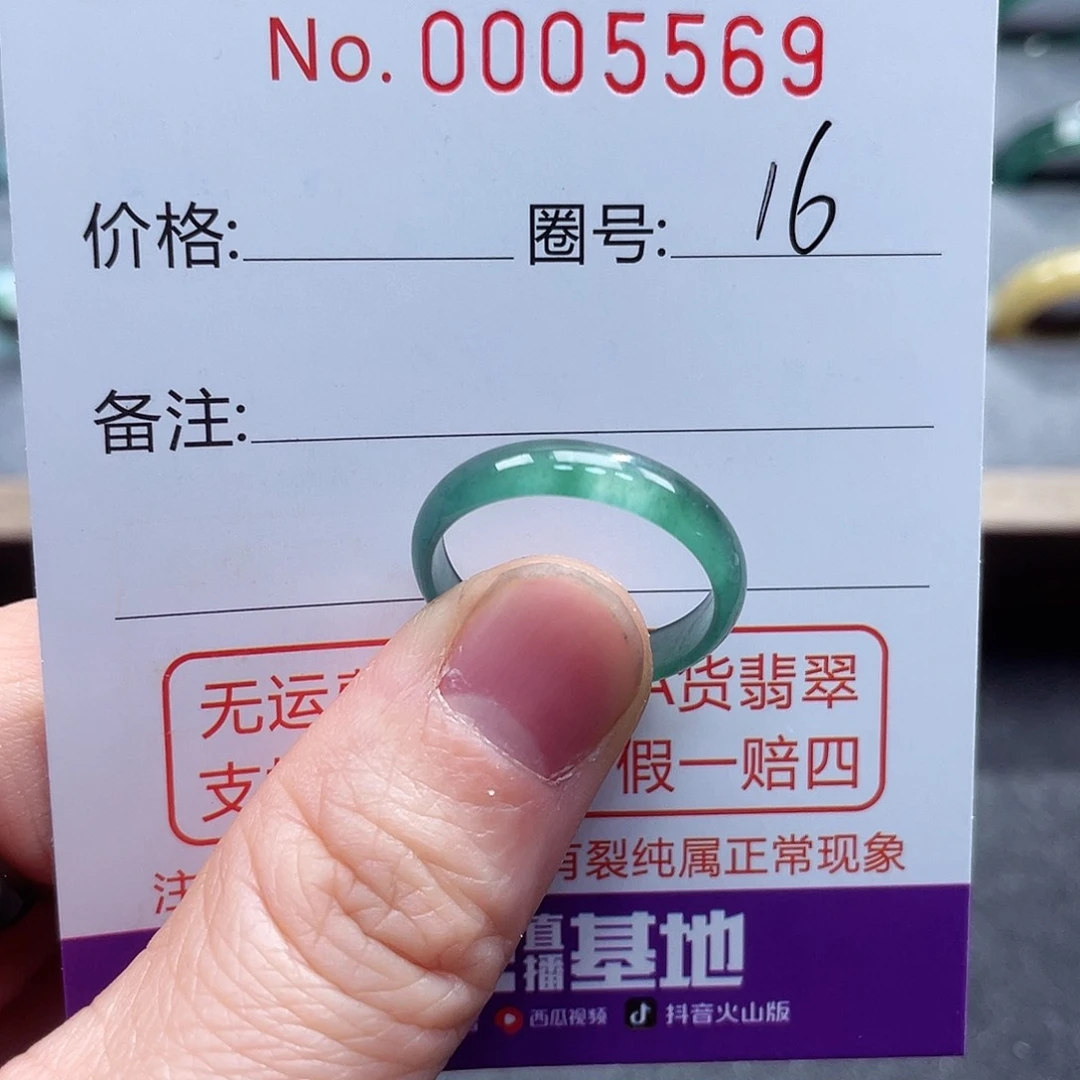 No. 0005569
价格: 圈号: 16
备注:
无运 A货翡翠
支 假一赔四
注 有裂纯属正常现象
直播基地
西瓜视频 抖音火山版